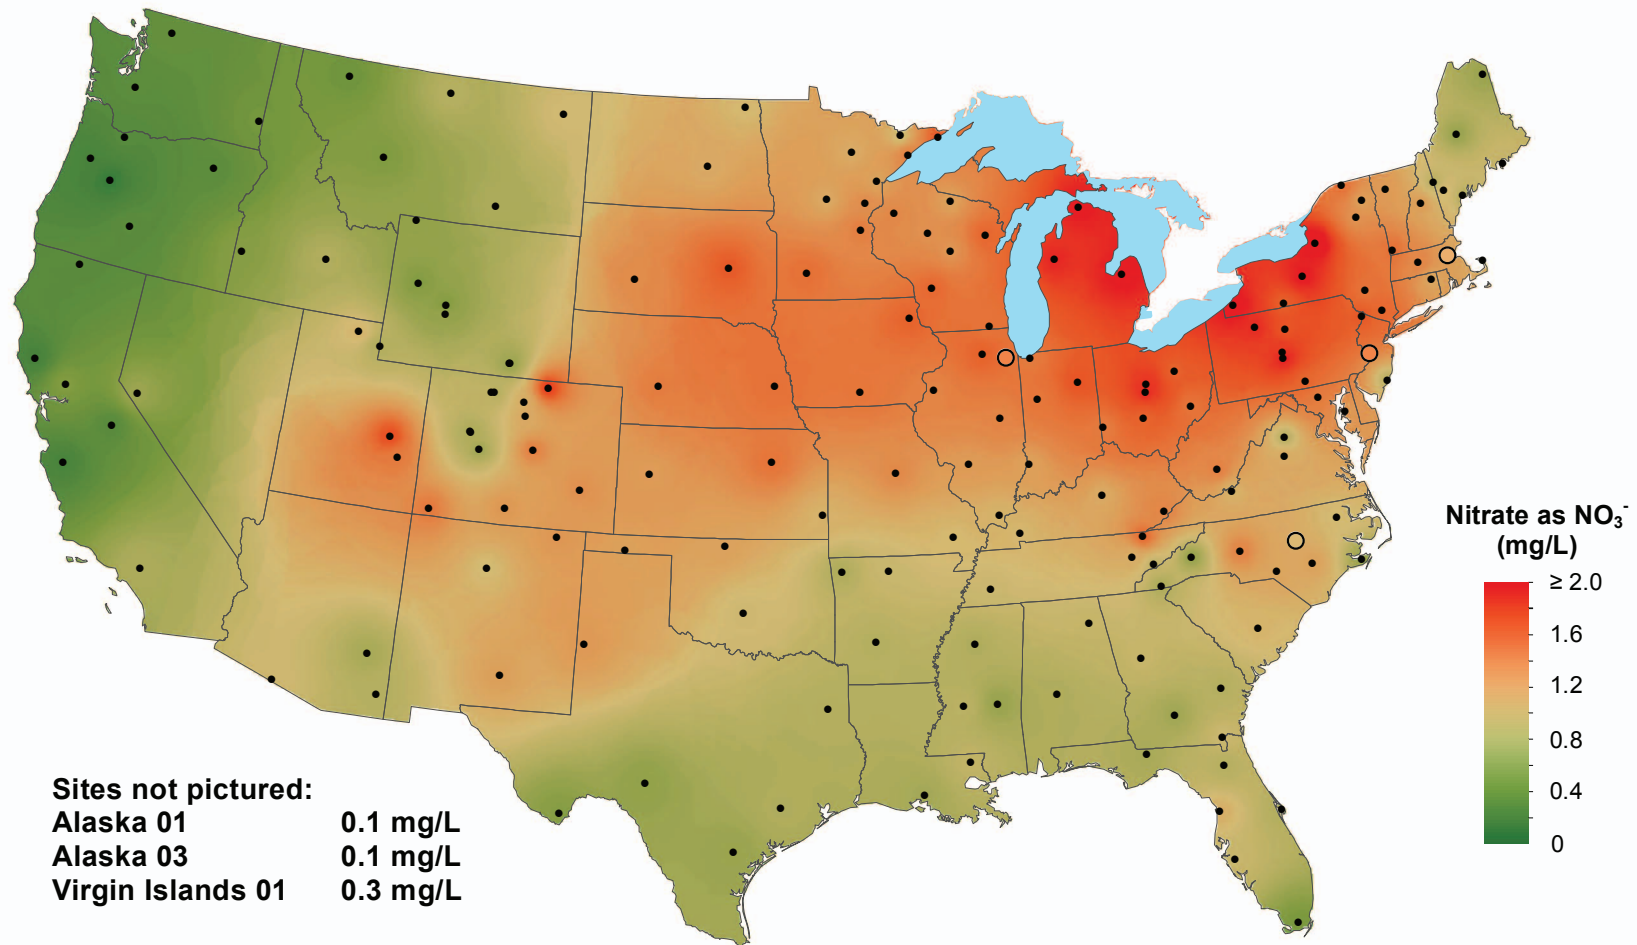 Nitrate as NO₃⁻
(mg/L)
≥ 2.0
1.6
1.2
0.8
0.4
0
Sites not pictured:
Alaska 01 0.1 mg/L
Alaska 03 0.1 mg/L
Virgin Islands 01 0.3 mg/L